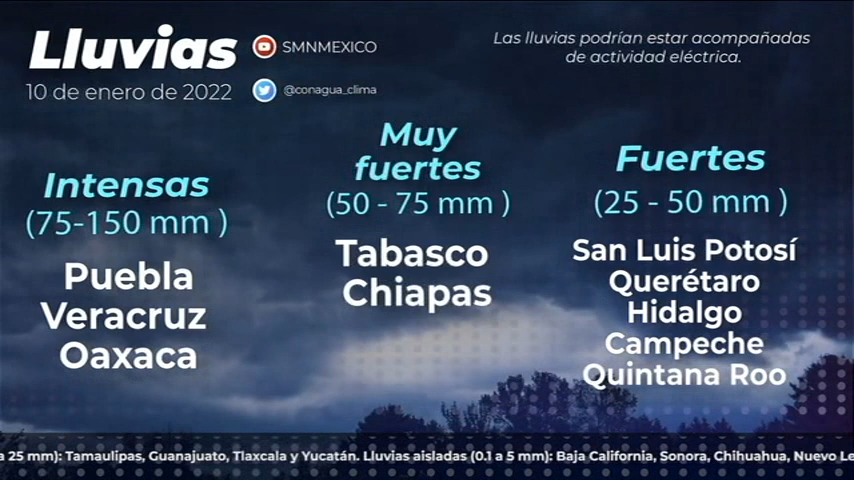 Lluvias
SMNMEXICO
10 de enero de 2022
@conagua_clima
Las lluvias podrían estar acompañadas
de actividad eléctrica.
Intensas
(75-150 mm )
Puebla
Veracruz
Oaxaca
Muy
fuertes
(50 - 75 mm )
Tabasco
Chiapas
Fuertes
(25 - 50 mm )
San Luis Potosí
Querétaro
Hidalgo
Campeche
Quintana Roo
a 25 mm): Tamaulipas, Guanajuato, Tlaxcala y Yucatán. Lluvias aisladas (0.1 a 5 mm): Baja California, Sonora, Chihuahua, Nuevo Le